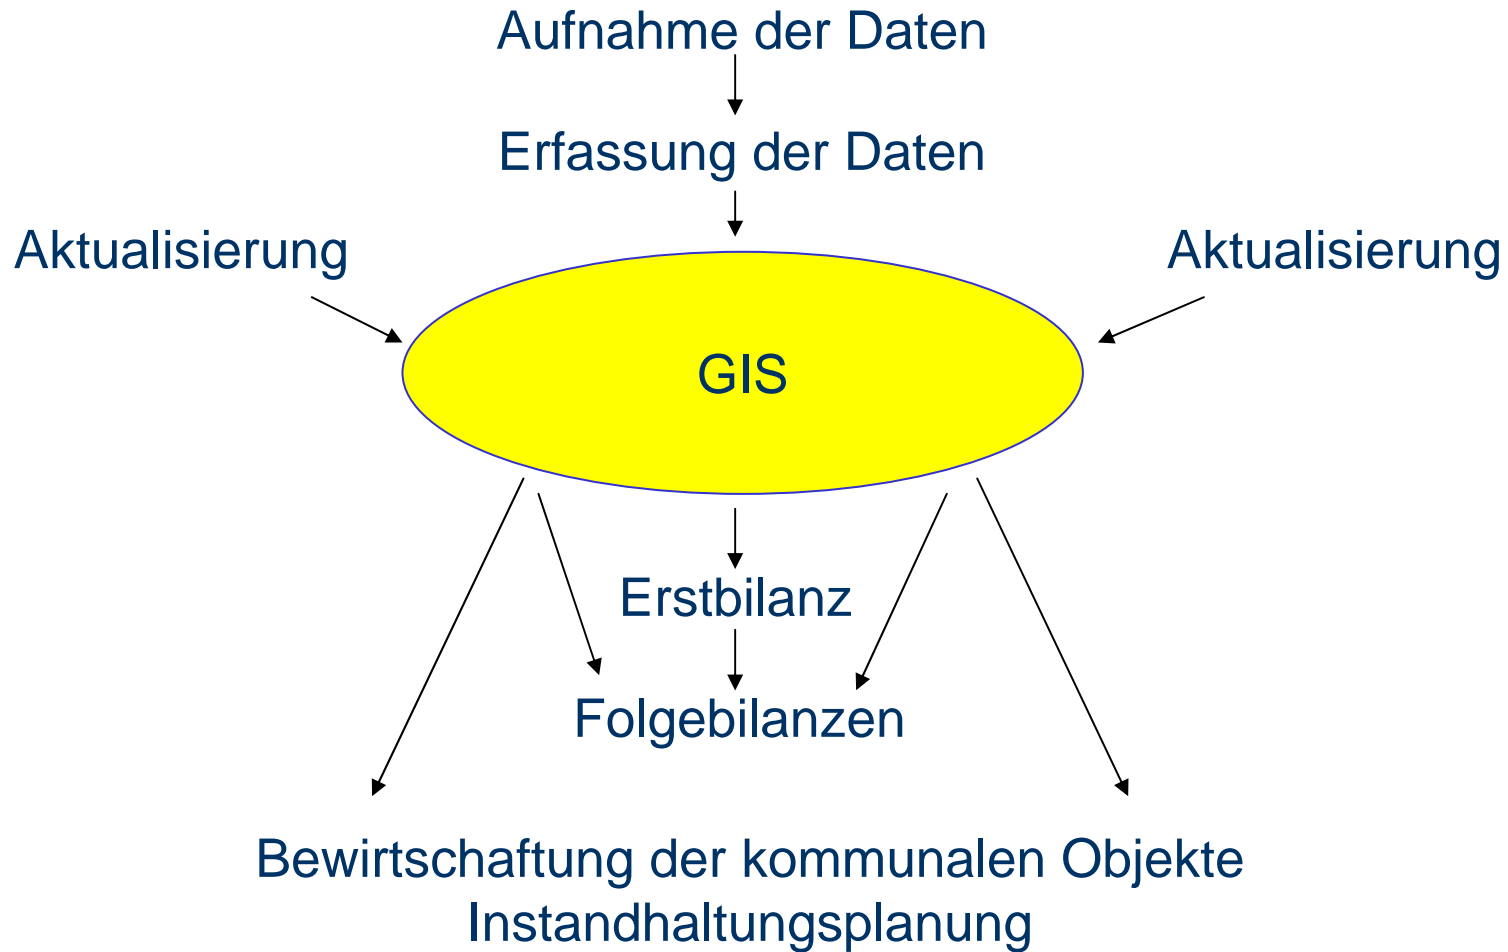 Aufnahme der Daten
Erfassung der Daten
Aktualisierung
Aktualisierung
GIS
Erstbilanz
Folgebilanzen
Bewirtschaftung der kommunalen Objekte
Instandhaltungsplanung